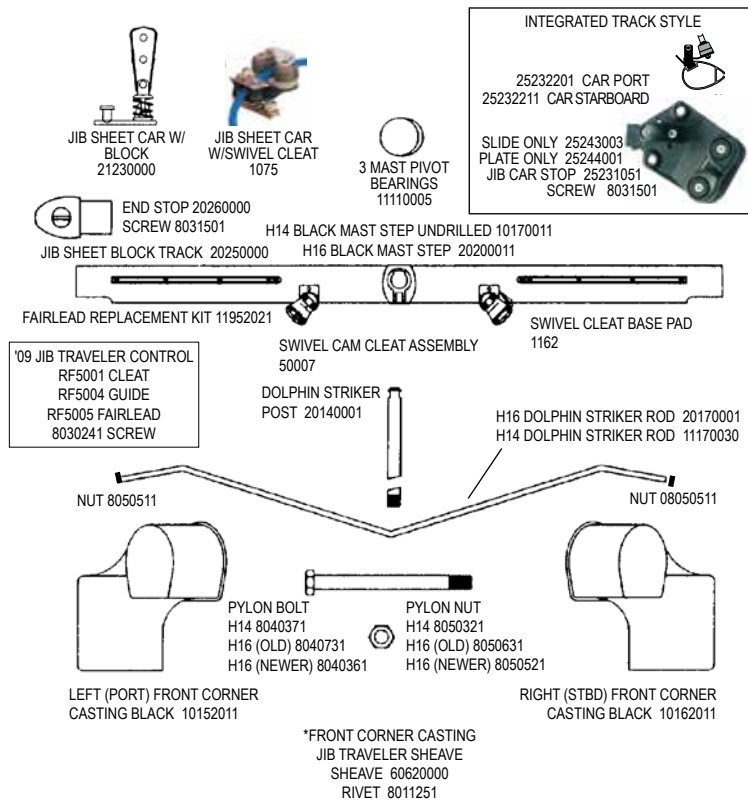 INTEGRATED TRACK STYLE
25232201 CAR PORT
25232211 CAR STARBOARD
SLIDE ONLY 25243003
PLATE ONLY 25244001
JIB CAR STOP 25231051
SCREW 8031501
JIB SHEET CAR W/
BLOCK
21230000
JIB SHEET CAR
W/SWIVEL CLEAT
1075
3 MAST PIVOT
BEARINGS
11110005
END STOP 20260000
SCREW 8031501
JIB SHEET BLOCK TRACK 20250000
H14 BLACK MAST STEP UNDRILLED 10170011
H16 BLACK MAST STEP 20200011
FAIRLEAD REPLACEMENT KIT 11952021
SWIVEL CAM CLEAT ASSEMBLY
50007
SWIVEL CLEAT BASE PAD
1162
'09 JIB TRAVELER CONTROL
RF5001 CLEAT
RF5004 GUIDE
RF5005 FAIRLEAD
8030241 SCREW
DOLPHIN STRIKER
POST 20140001
H16 DOLPHIN STRIKER ROD 20170001
H14 DOLPHIN STRIKER ROD 11170030
NUT 8050511
NUT 08050511
PYLON BOLT
H14 8040371
H16 (OLD) 8040731
H16 (NEWER) 8040361
PYLON NUT
H14 8050321
H16 (OLD) 8050631
H16 (NEWER) 8050521
LEFT (PORT) FRONT CORNER
CASTING BLACK 10152011
RIGHT (STBD) FRONT CORNER
CASTING BLACK 10162011
*FRONT CORNER CASTING
JIB TRAVELER SHEAVE
SHEAVE 60620000
RIVET 8011251